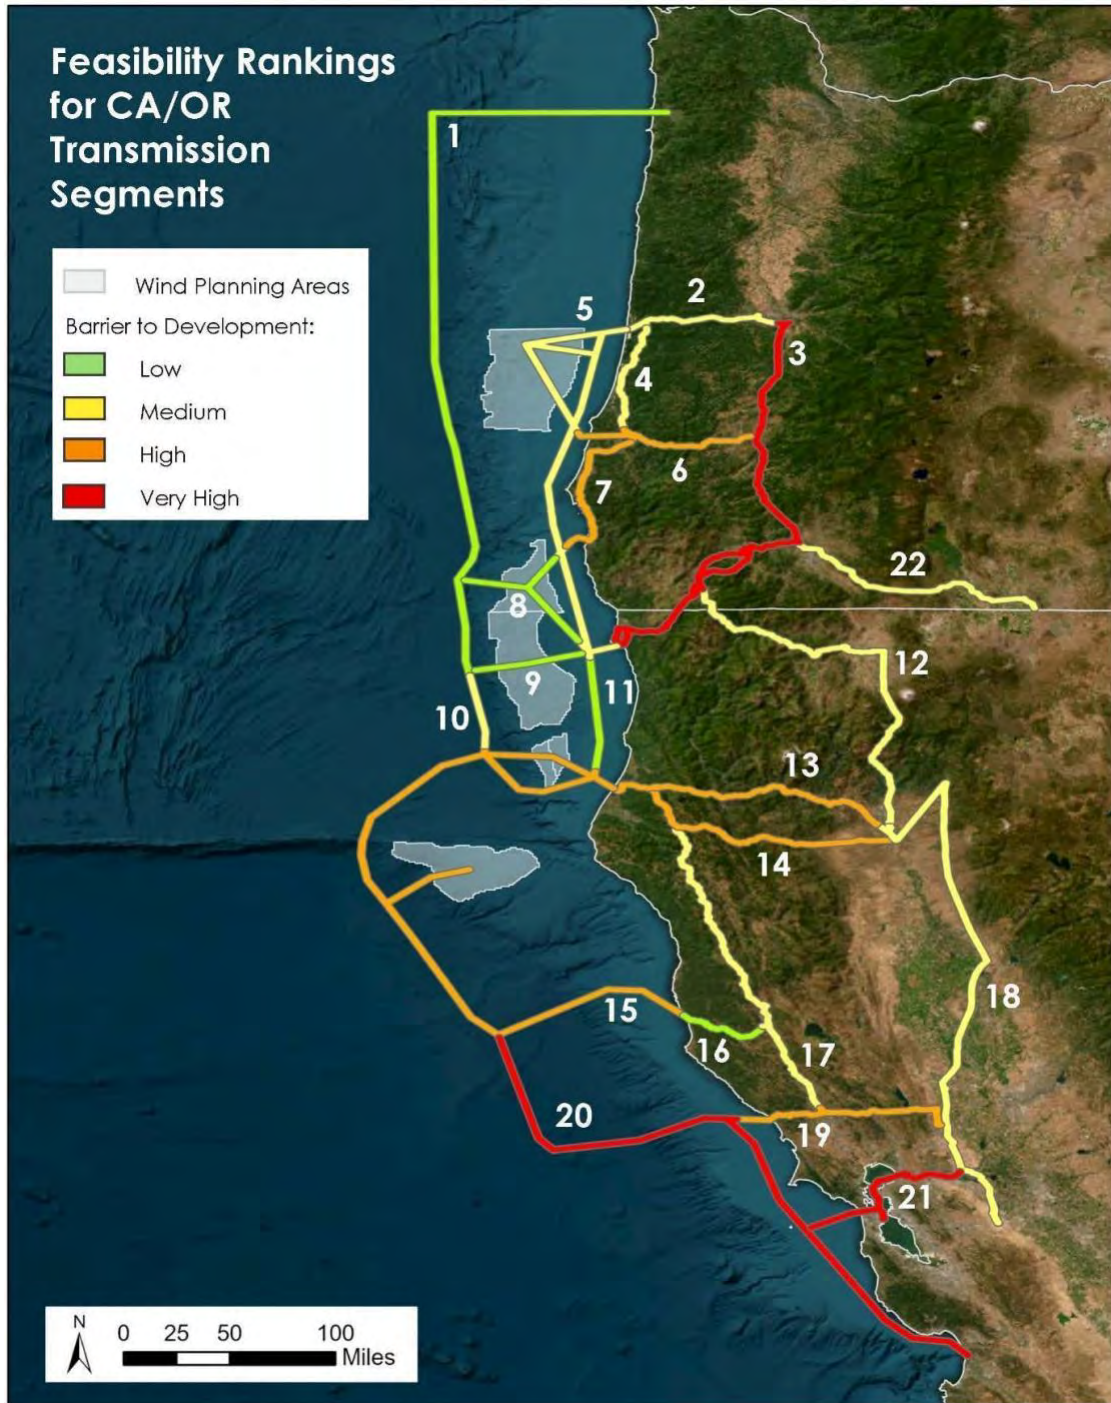 Feasibility Rankings
for CA/OR
Transmission
Segments
Wind Planning Areas
Barrier to Development:
Low
Medium
High
Very High
1
2
3
4
5
6
7
8
9
10
11
12
13
14
15
16
17
18
19
20
21
22
N
0 25 50 100
Miles